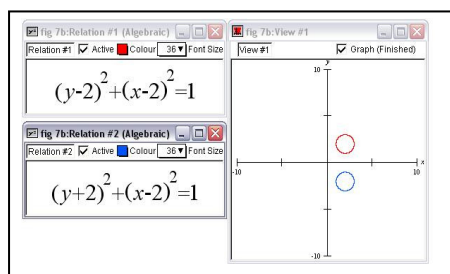 fig 7b:Relation #1 (Algebraic)
Relation #1 Active Colour 36 Font Size
(y-2)²+(x-2)²=1
fig 7b:Relation #2 (Algebraic)
Relation #2 Active Colour 36 Font Size
(y+2)²+(x-2)²=1
fig 7b:View #1
View #1 Graph (Finished)
y
10
-10 x 10
-10